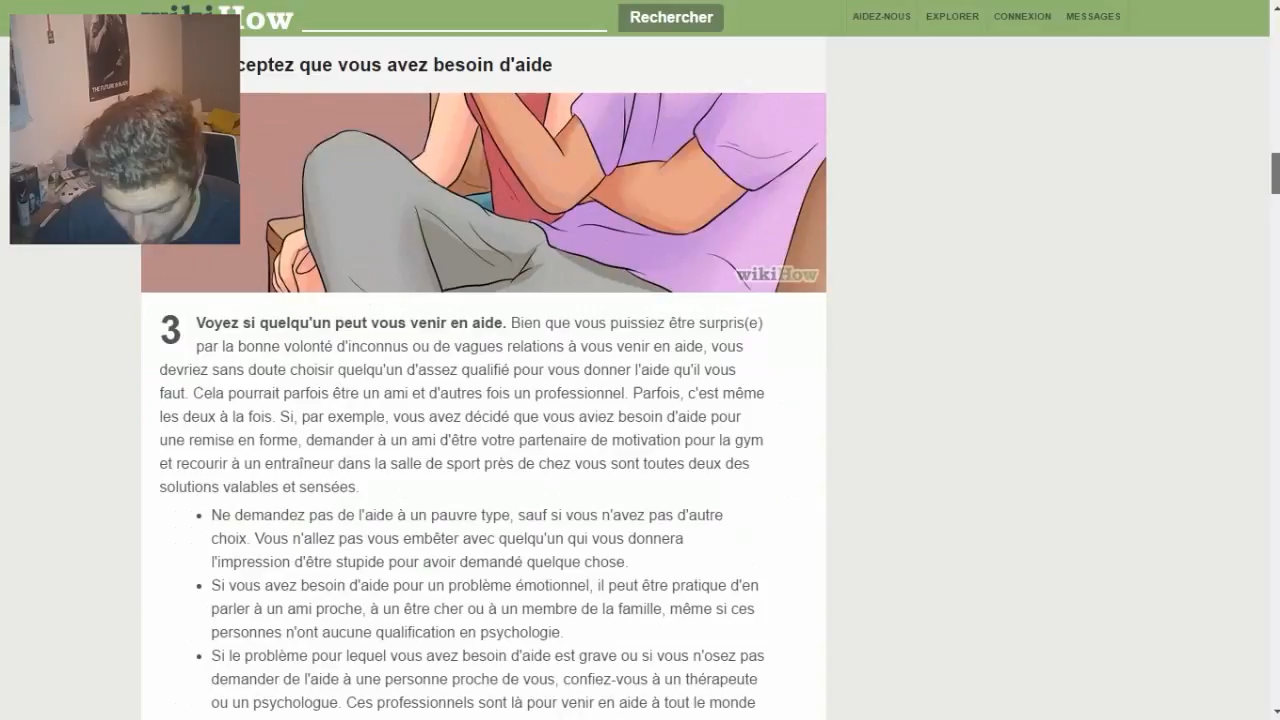 wikiHow
Rechercher
AIDEZ-NOUS EXPLORER CONNEXION MESSAGES
ceptez que vous avez besoin d'aide
wikiHow
3 Voyez si quelqu'un peut vous venir en aide. Bien que vous puissiez être surpris(e)
par la bonne volonté d'inconnus ou de vagues relations à vous venir en aide, vous
devriez sans doute choisir quelqu'un d'assez qualifié pour vous donner l'aide qu'il vous
faut. Cela pourrait parfois être un ami et d'autres fois un professionnel. Parfois, c'est même
les deux à la fois. Si, par exemple, vous avez décidé que vous aviez besoin d'aide pour
une remise en forme, demander à un ami d'être votre partenaire de motivation pour la gym
et recourir à un entraîneur dans la salle de sport près de chez vous sont toutes deux des
solutions valables et sensées.
• Ne demandez pas de l'aide à un pauvre type, sauf si vous n'avez pas d'autre
choix. Vous n'allez pas vous embêter avec quelqu'un qui vous donnera
l'impression d'être stupide pour avoir demandé quelque chose.
• Si vous avez besoin d'aide pour un problème émotionnel, il peut être pratique d'en
parler à un ami proche, à un être cher ou à un membre de la famille, même si ces
personnes n'ont aucune qualification en psychologie.
• Si le problème pour lequel vous avez besoin d'aide est grave ou si vous n'osez pas
demander de l'aide à une personne proche de vous, confiez-vous à un thérapeute
ou un psychologue. Ces professionnels sont là pour venir en aide à tout le monde